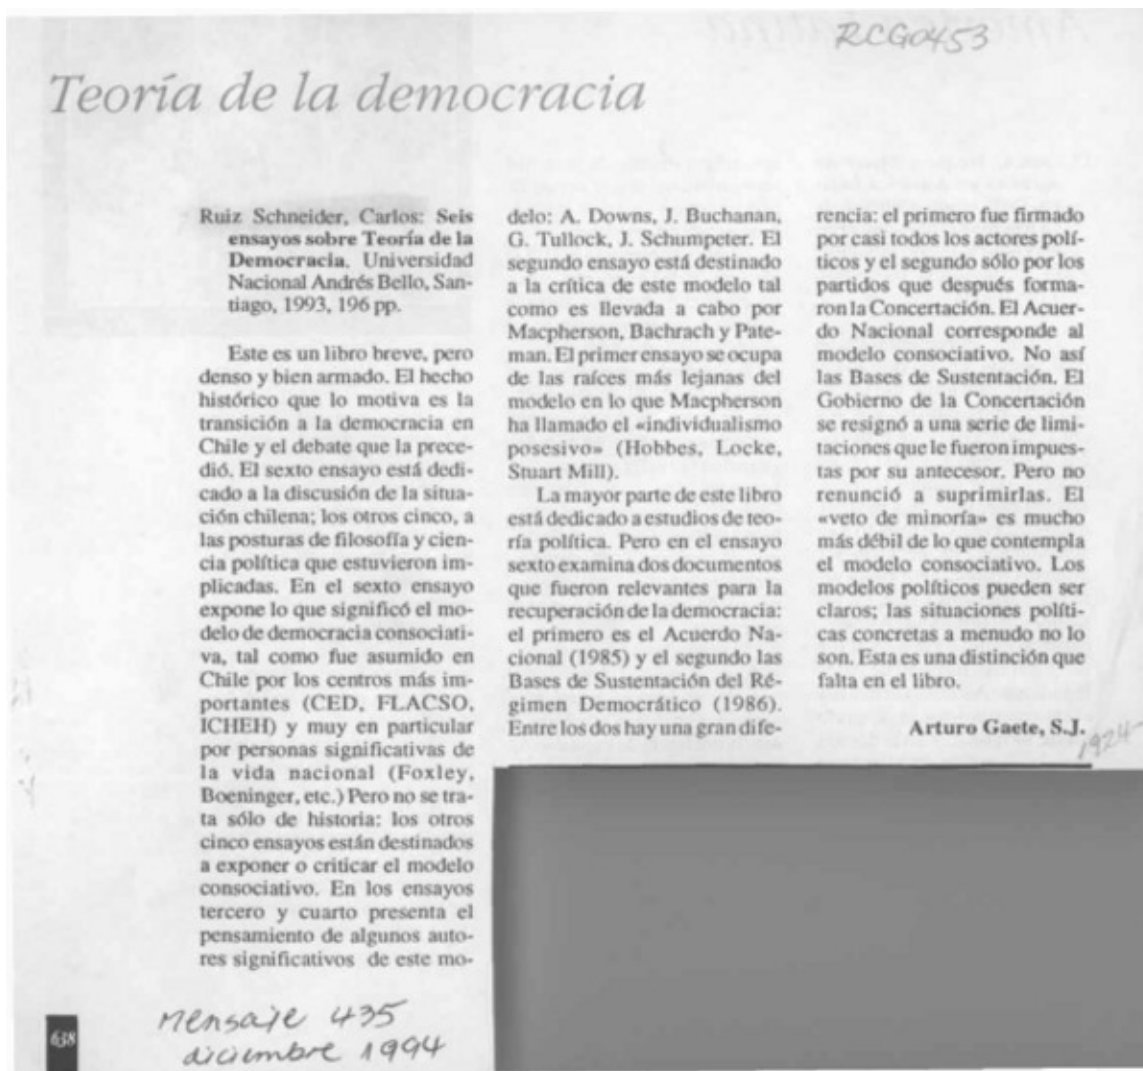 RCG0453
Teoría de la democracia
Ruiz Schneider, Carlos: Seis
ensayos sobre Teoría de la
Democracia. Universidad
Nacional Andrés Bello, San-
tiago, 1993, 196 pp.
Este es un libro breve, pero
denso y bien armado. El hecho
histórico que lo motiva es la
transición a la democracia en
Chile y el debate que la prece-
dió. El sexto ensayo está dedi-
cado a la discusión de la situa-
ción chilena; los otros cinco, a
las posturas de filosofía y cien-
cia política que estuvieron im-
plicadas. En el sexto ensayo
expone lo que significó el mo-
delo de democracia consociati-
va, tal como fue asumido en
Chile por los centros más im-
portantes (CED, FLACSO,
ICHEH) y muy en particular
por personas significativas de
la vida nacional (Foxley,
Boeninger, etc.) Pero no se tra-
ta sólo de historia: los otros
cinco ensayos están destinados
a exponer o criticar el modelo
consociativo. En los ensayos
tercero y cuarto presenta el
pensamiento de algunos auto-
res significativos de este mo-
delo: A. Downs, J. Buchanan,
G. Tullock, J. Schumpeter. El
segundo ensayo está destinado
a la crítica de este modelo tal
como es llevada a cabo por
Macpherson, Bachrach y Pate-
man. El primer ensayo se ocupa
de las raíces más lejanas del
modelo en lo que Macpherson
ha llamado el «individualismo
posesivo» (Hobbes, Locke,
Stuart Mill).
La mayor parte de este libro
está dedicado a estudios de teo-
ría política. Pero en el ensayo
sexto examina dos documentos
que fueron relevantes para la
recuperación de la democracia:
el primero es el Acuerdo Na-
cional (1985) y el segundo las
Bases de Sustentación del Ré-
gimen Democrático (1986).
Entre los dos hay una gran dife-
rencia: el primero fue firmado
por casi todos los actores polí-
ticos y el segundo sólo por los
partidos que después forma-
ron la Concertación. El Acuer-
do Nacional corresponde al
modelo consociativo. No así
las Bases de Sustentación. El
Gobierno de la Concertación
se resignó a una serie de limi-
taciones que le fueron impues-
tas por su antecesor. Pero no
renunció a suprimirlas. El
«veto de minoría» es mucho
más débil de lo que contempla
el modelo consociativo. Los
modelos políticos pueden ser
claros; las situaciones políti-
cas concretas a menudo no lo
son. Esta es una distinción que
falta en el libro.
Arturo Gaete, S.J.
1924-
638
Mensaje 435
diciembre 1994